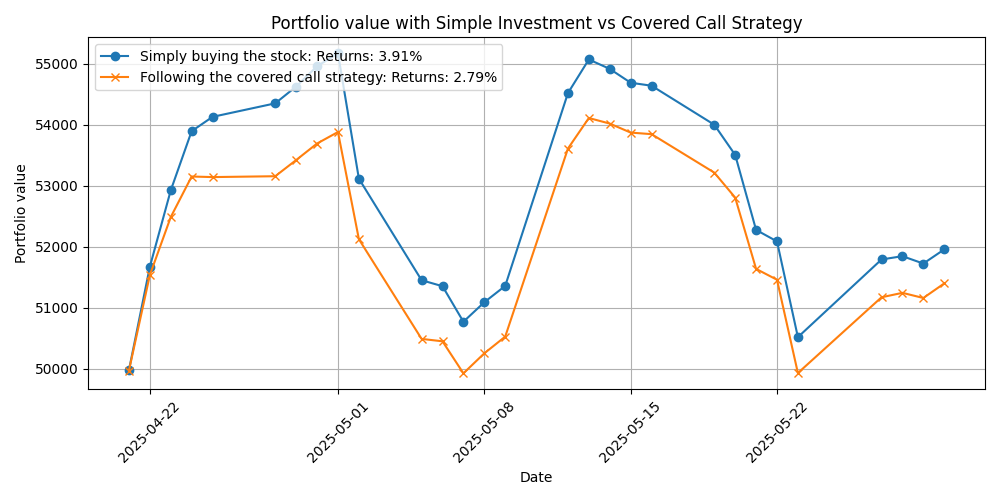 Portfolio value with Simple Investment vs Covered Call Strategy
Simply buying the stock: Returns: 3.91%
Following the covered call strategy: Returns: 2.79%
Portfolio value
55000
54000
53000
52000
51000
50000
2025-04-22
2025-05-01
2025-05-08
2025-05-15
2025-05-22
Date